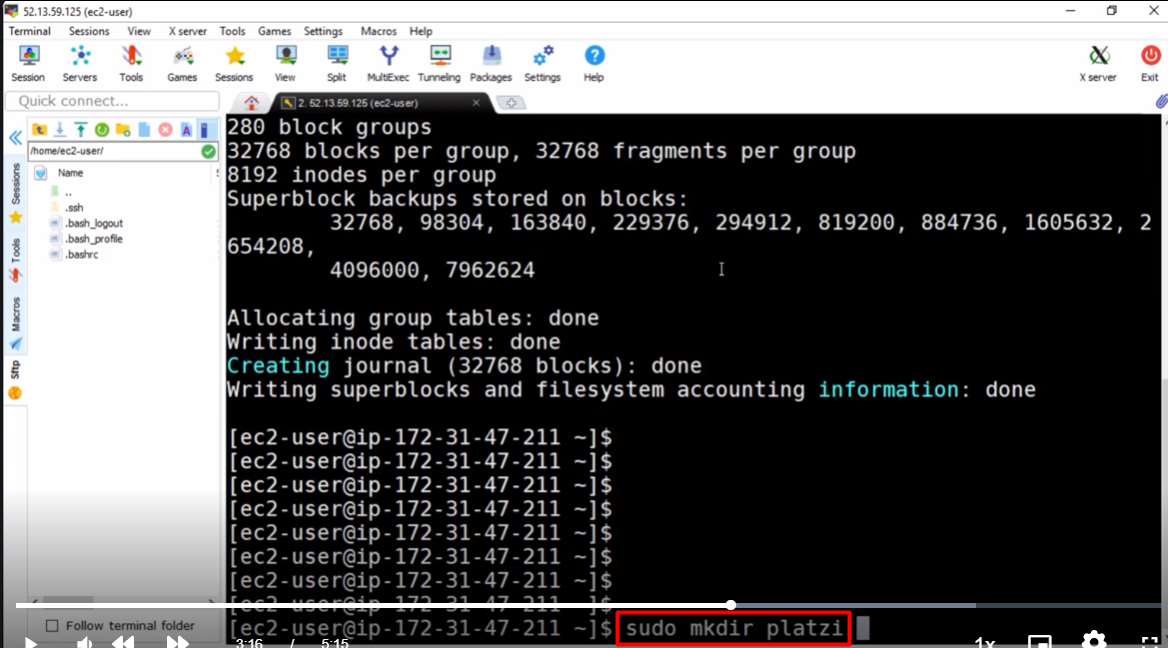 52.13.59.125 (ec2-user)
Terminal Sessions View X server Tools Games Settings Macros Help
Session Servers Tools Games Sessions View Split MultiExec Tunneling Packages Settings Help X server Exit
Quick connect...
2. 52.13.59.125 (ec2-user)
/home/ec2-user/
Name
..
.ssh
.bash_logout
.bash_profile
.bashrc
Sessions
Tools
Macros
Sftp
280 block groups
32768 blocks per group, 32768 fragments per group
8192 inodes per group
Superblock backups stored on blocks:
32768, 98304, 163840, 229376, 294912, 819200, 884736, 1605632, 2
654208,
4096000, 7962624
Allocating group tables: done
Writing inode tables: done
Creating journal (32768 blocks): done
Writing superblocks and filesystem accounting information: done
[ec2-user@ip-172-31-47-211 ~]$
[ec2-user@ip-172-31-47-211 ~]$
[ec2-user@ip-172-31-47-211 ~]$
[ec2-user@ip-172-31-47-211 ~]$
[ec2-user@ip-172-31-47-211 ~]$
[ec2-user@ip-172-31-47-211 ~]$
[ec2-user@ip-172-31-47-211 ~]$
[ec2-user@ip-172-31-47-211 ~]$
[ec2-user@ip-172-31-47-211 ~]$ sudo mkdir platzi
Follow terminal folder
3:16 / 5:15
1x